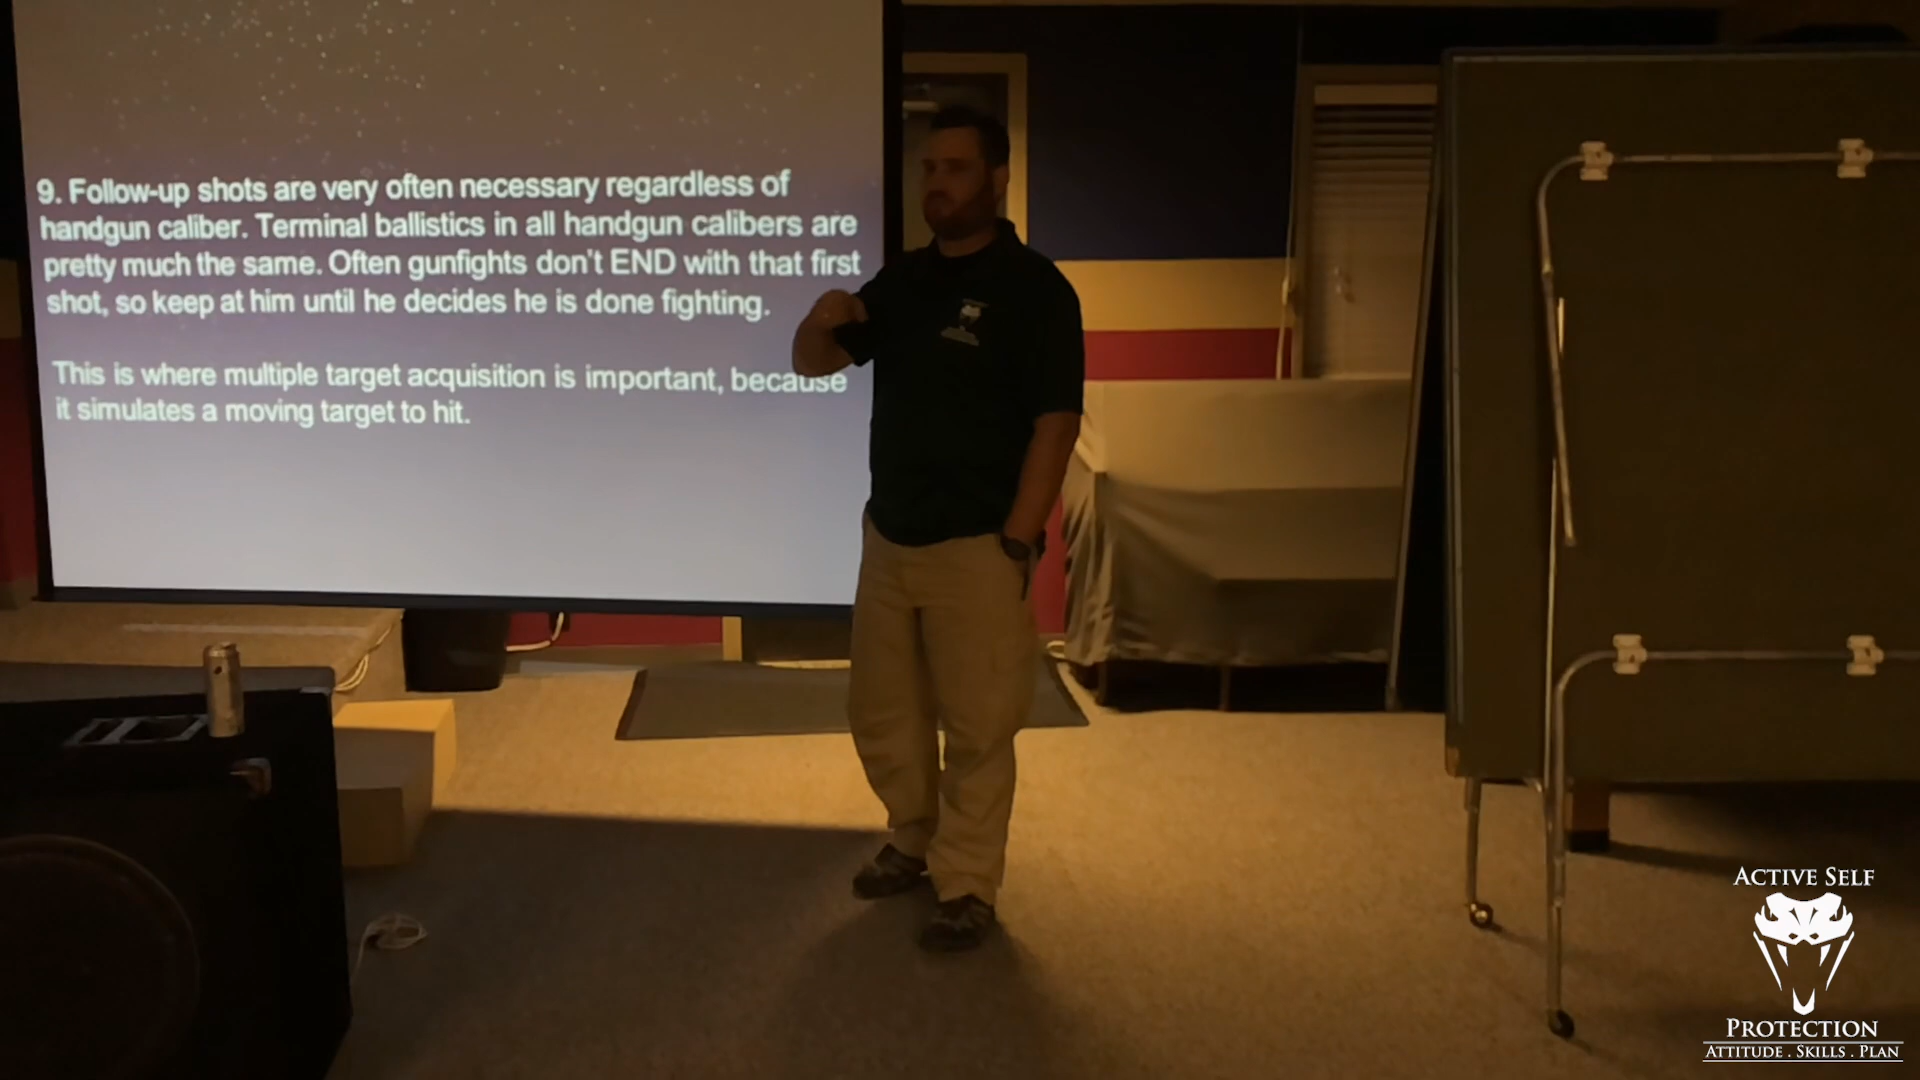 9. Follow-up shots are very often necessary regardless of
handgun caliber. Terminal ballistics in all handgun calibers are
pretty much the same. Often gunfights don't END with that first
shot, so keep at him until he decides he is done fighting.
This is where multiple target acquisition is important, because
it simulates a moving target to hit.
ACTIVE SELF
PROTECTION
ATTITUDE . SKILLS . PLAN